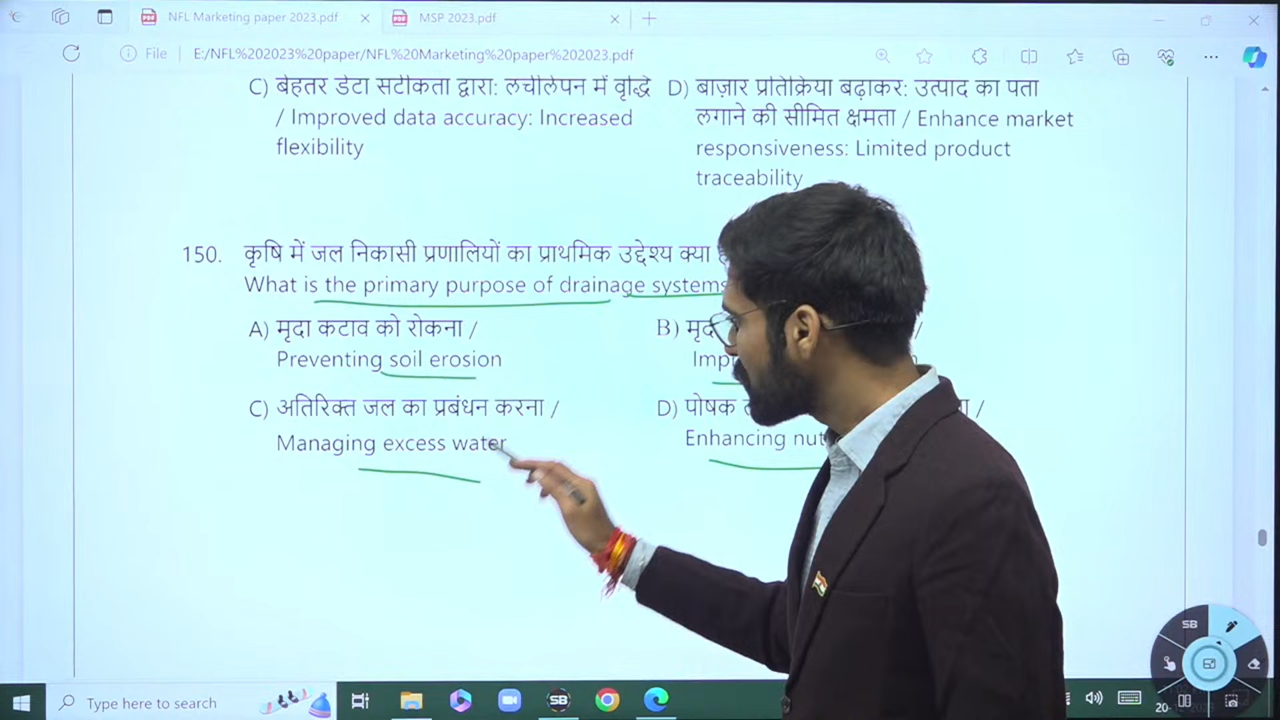 NFL Marketing paper 2023.pdf
MSP 2023.pdf
File
E:/NFL%202023%20paper/NFL%20Marketing%20paper%202023.pdf
C) बेहतर डेटा सटीकता द्वारा: लचीलेपन में वृद्धि
/ Improved data accuracy: Increased
flexibility
D) बाज़ार प्रतिक्रिया बढ़ाकर: उत्पाद का पता
लगाने की सीमित क्षमता / Enhance market
responsiveness: Limited product
traceability
150. कृषि में जल निकासी प्रणालियों का प्राथमिक उद्देश्य क्या
What is the primary purpose of drainage systems
A) मृदा कटाव को रोकना /
Preventing soil erosion
B)
/
C) अतिरिक्त जल का प्रबंधन करना /
Managing excess water
D) पोषक
/
Enhancing
SB
Type here to search
SB